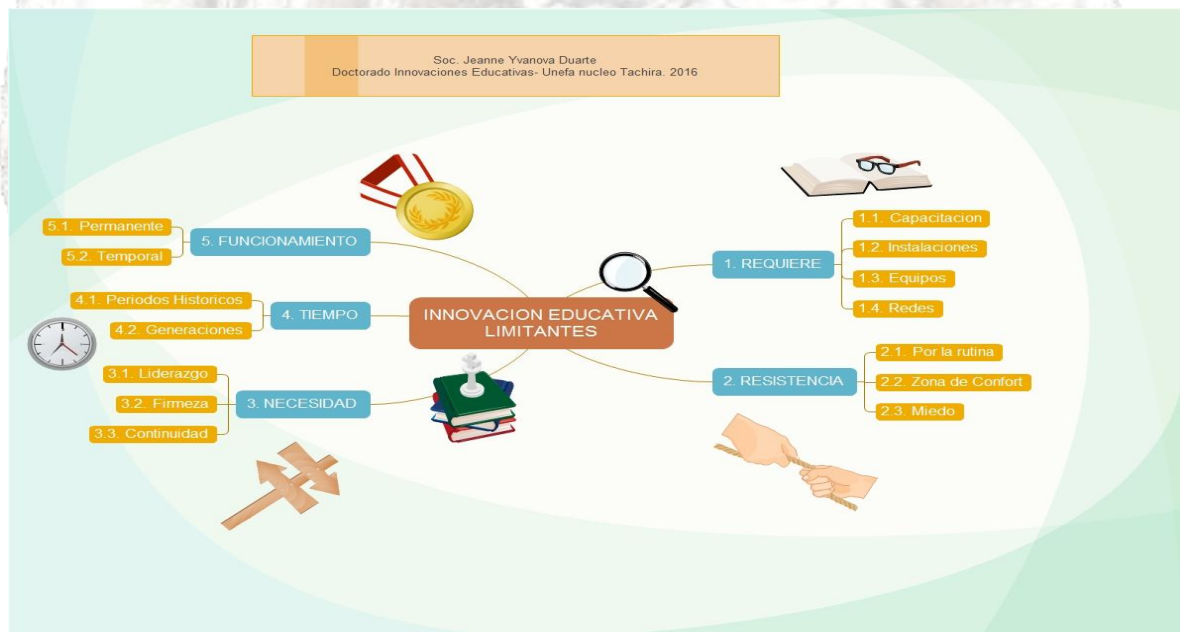 Soc. Jeanne Yvanova Duarte
Doctorado Innovaciones Educativas- Unefa nucleo Tachira. 2016
INNOVACION EDUCATIVA
LIMITANTES
1. REQUIERE
1.1. Capacitacion
1.2. Instalaciones
1.3. Equipos
1.4. Redes
2. RESISTENCIA
2.1. Por la rutina
2.2. Zona de Confort
2.3. Miedo
3. NECESIDAD
3.1. Liderazgo
3.2. Firmeza
3.3. Continuidad
4. TIEMPO
4.1. Periodos Historicos
4.2. Generaciones
5. FUNCIONAMIENTO
5.1. Permanente
5.2. Temporal